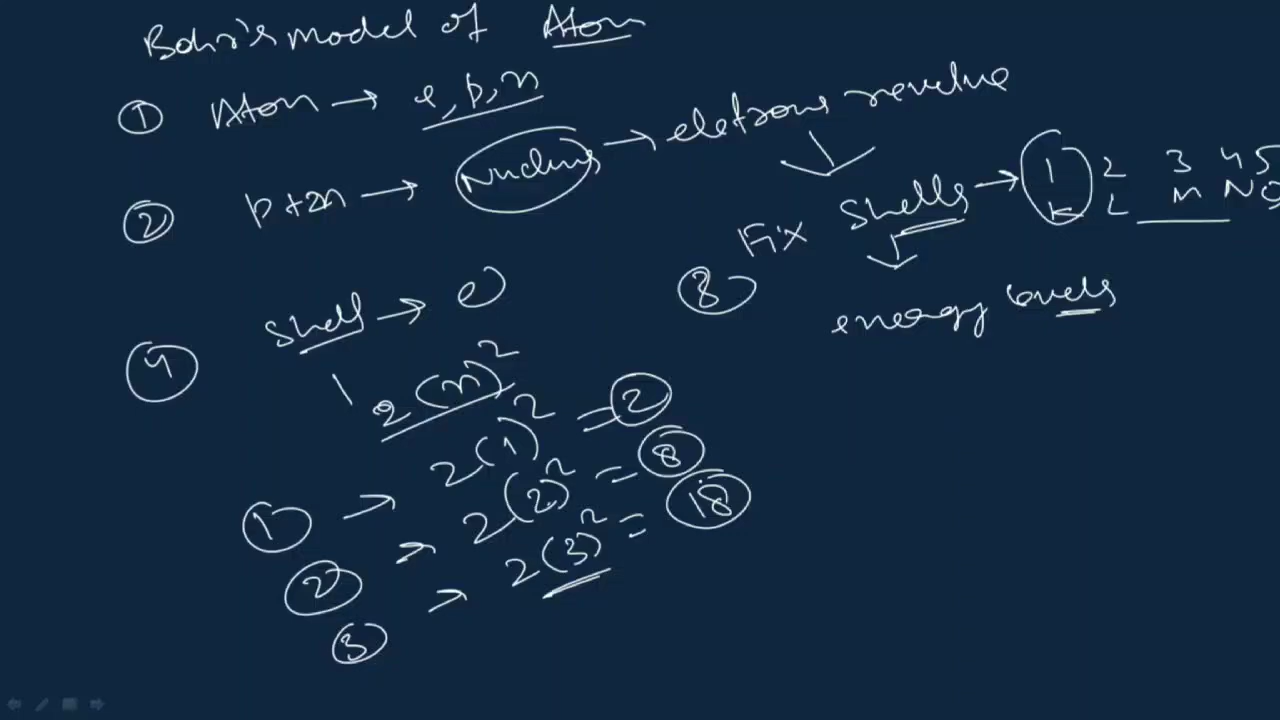 Bohr's model of Atom
① Atom → e, p, n
② p + n → Nucleus → eletrons revolve
Fix Shells → 1 2 3 4 5
K L M N O
③ energy levels
④ Shell → e
2(n)²
① → 2(1)² = 2
② → 2(2)² = 8
③ → 2(3)² = 18